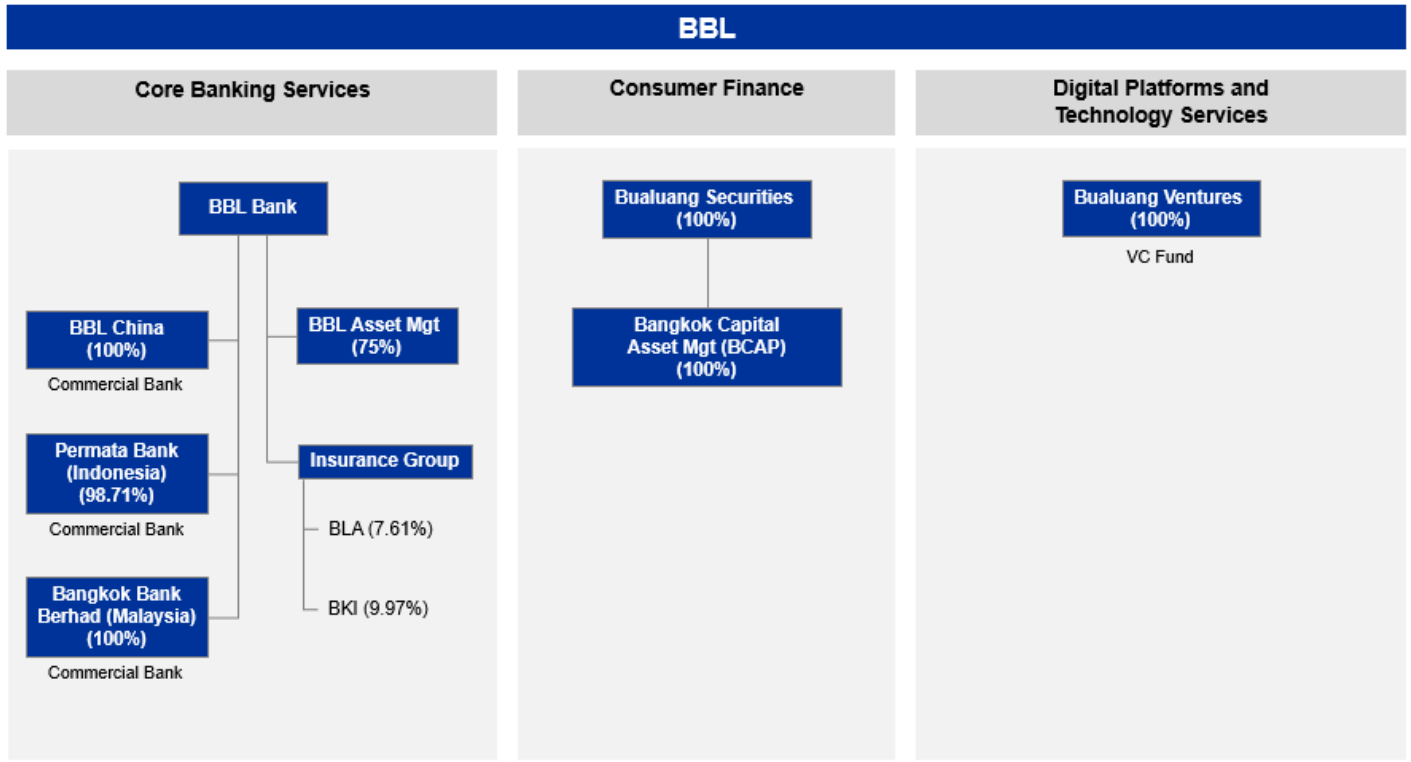 BBL
Core Banking Services
Consumer Finance
Digital Platforms and
Technology Services
BBL Bank
BBL China
(100%)
Commercial Bank
Permata Bank
(Indonesia)
(98.71%)
Commercial Bank
Bangkok Bank
Berhad (Malaysia)
(100%)
Commercial Bank
BBL Asset Mgt
(75%)
Insurance Group
BLA (7.61%)
BKI (9.97%)
Bualuang Securities
(100%)
Bangkok Capital
Asset Mgt (BCAP)
(100%)
Bualuang Ventures
(100%)
VC Fund